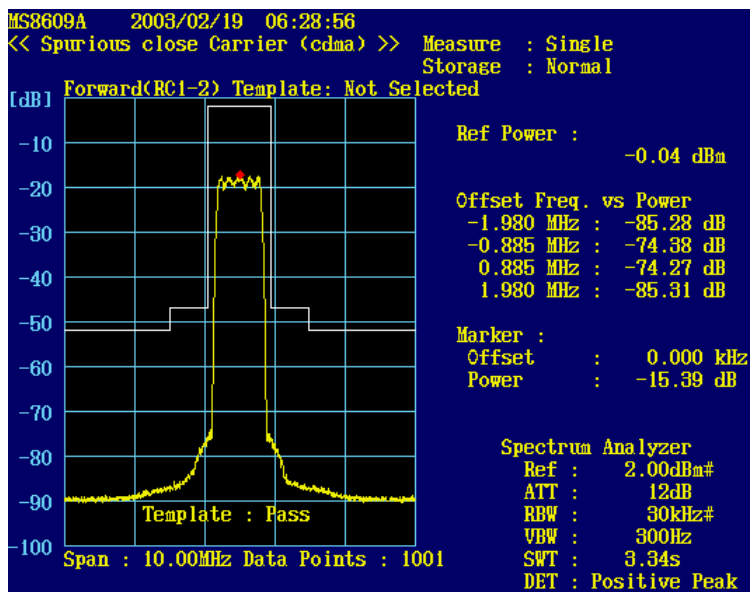 MS8609A 2003/02/19 06:28:56
<< Spurious close Carrier (cdma) >> Measure : Single
Storage : Normal
Forward(RC1-2) Template: Not Selected
[dB]
-10
-20
-30
-40
-50
-60
-70
-80
-90
-100
Template : Pass
Span : 10.00MHz Data Points : 1001
Ref Power :
-0.04 dBm
Offset Freq. vs Power
-1.980 MHz : -85.28 dB
-0.885 MHz : -74.38 dB
0.885 MHz : -74.27 dB
1.980 MHz : -85.31 dB
Marker :
Offset : 0.000 kHz
Power : -15.39 dB
Spectrum Analyzer
Ref : 2.00dBm#
ATT : 12dB
RBW : 30kHz#
VBW : 300Hz
SWT : 3.34s
DET : Positive Peak